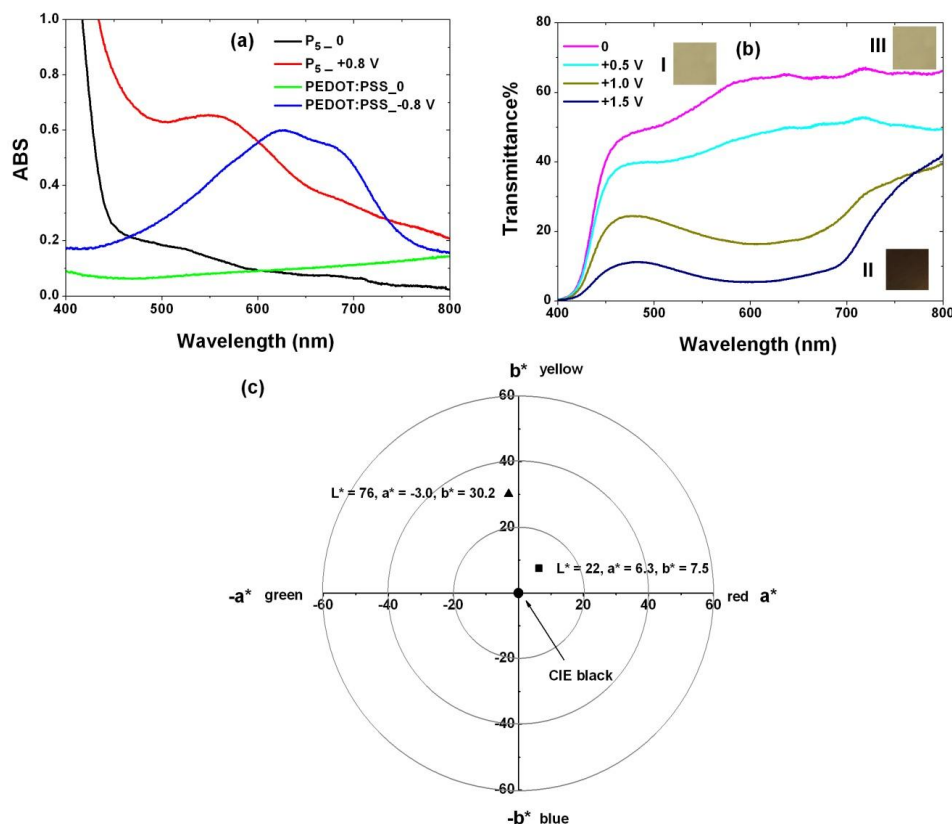 (a)
P5_ 0
P5_ +0.8 V
PEDOT:PSS_0
PEDOT:PSS_-0.8 V
1.0
0.8
0.6
0.4
0.2
0.0
ABS
400 500 600 700 800
Wavelength (nm)
(b)
0
+0.5 V
+1.0 V
+1.5 V
I
III
II
80
60
40
20
0
Transmittance%
400 500 600 700 800
Wavelength (nm)
(c)
b* yellow
60
40
L* = 76, a* = -3.0, b* = 30.2
20
L* = 22, a* = 6.3, b* = 7.5
-a* green
0
red a*
-60 -40 -20 0 20 40 60
-20
CIE black
-40
-60
-b* blue